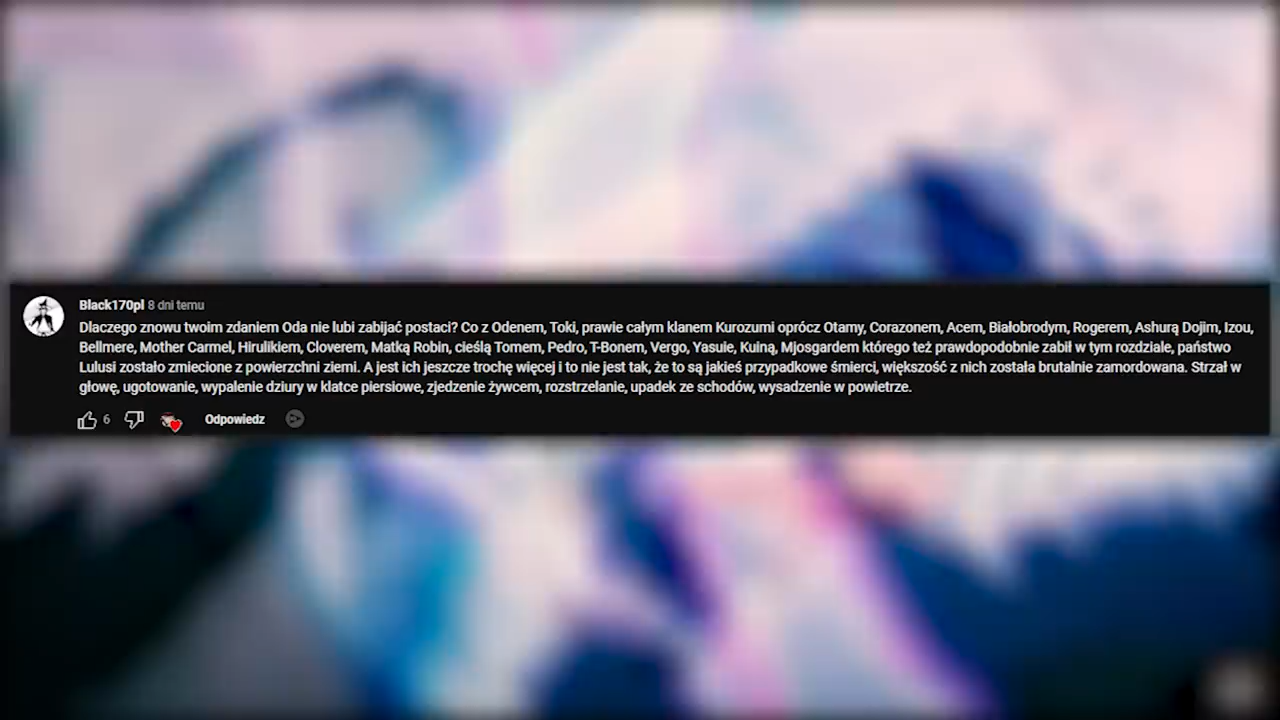 Black170pl 8 dni temu
Dlaczego znowu twoim zdaniem Oda nie lubi zabijać postaci? Co z Odenem, Toki, prawie całym klanem Kurozumi oprócz Otamy, Corazonem, Acem, Białobrodym, Rogerem, Ashurą Dojim, Izou,
Bellmere, Mother Carmel, Hirulikiem, Cloverem, Matką Robin, cieślą Tomem, Pedro, T-Bonem, Vergo, Yasuie, Kuiną, Mjosgardem którego też prawdopodobnie zabił w tym rozdziale, państwo
Lulusi zostało zmiecione z powierzchni ziemi. A jest ich jeszcze trochę więcej i to nie jest tak, że to są jakieś przypadkowe śmierci, większość z nich została brutalnie zamordowana. Strzał w
głowę, ugotowanie, wypalenie dziury w klatce piersiowe, zjedzenie żywcem, rozstrzelanie, upadek ze schodów, wysadzenie w powietrze.
6 Odpowiedz